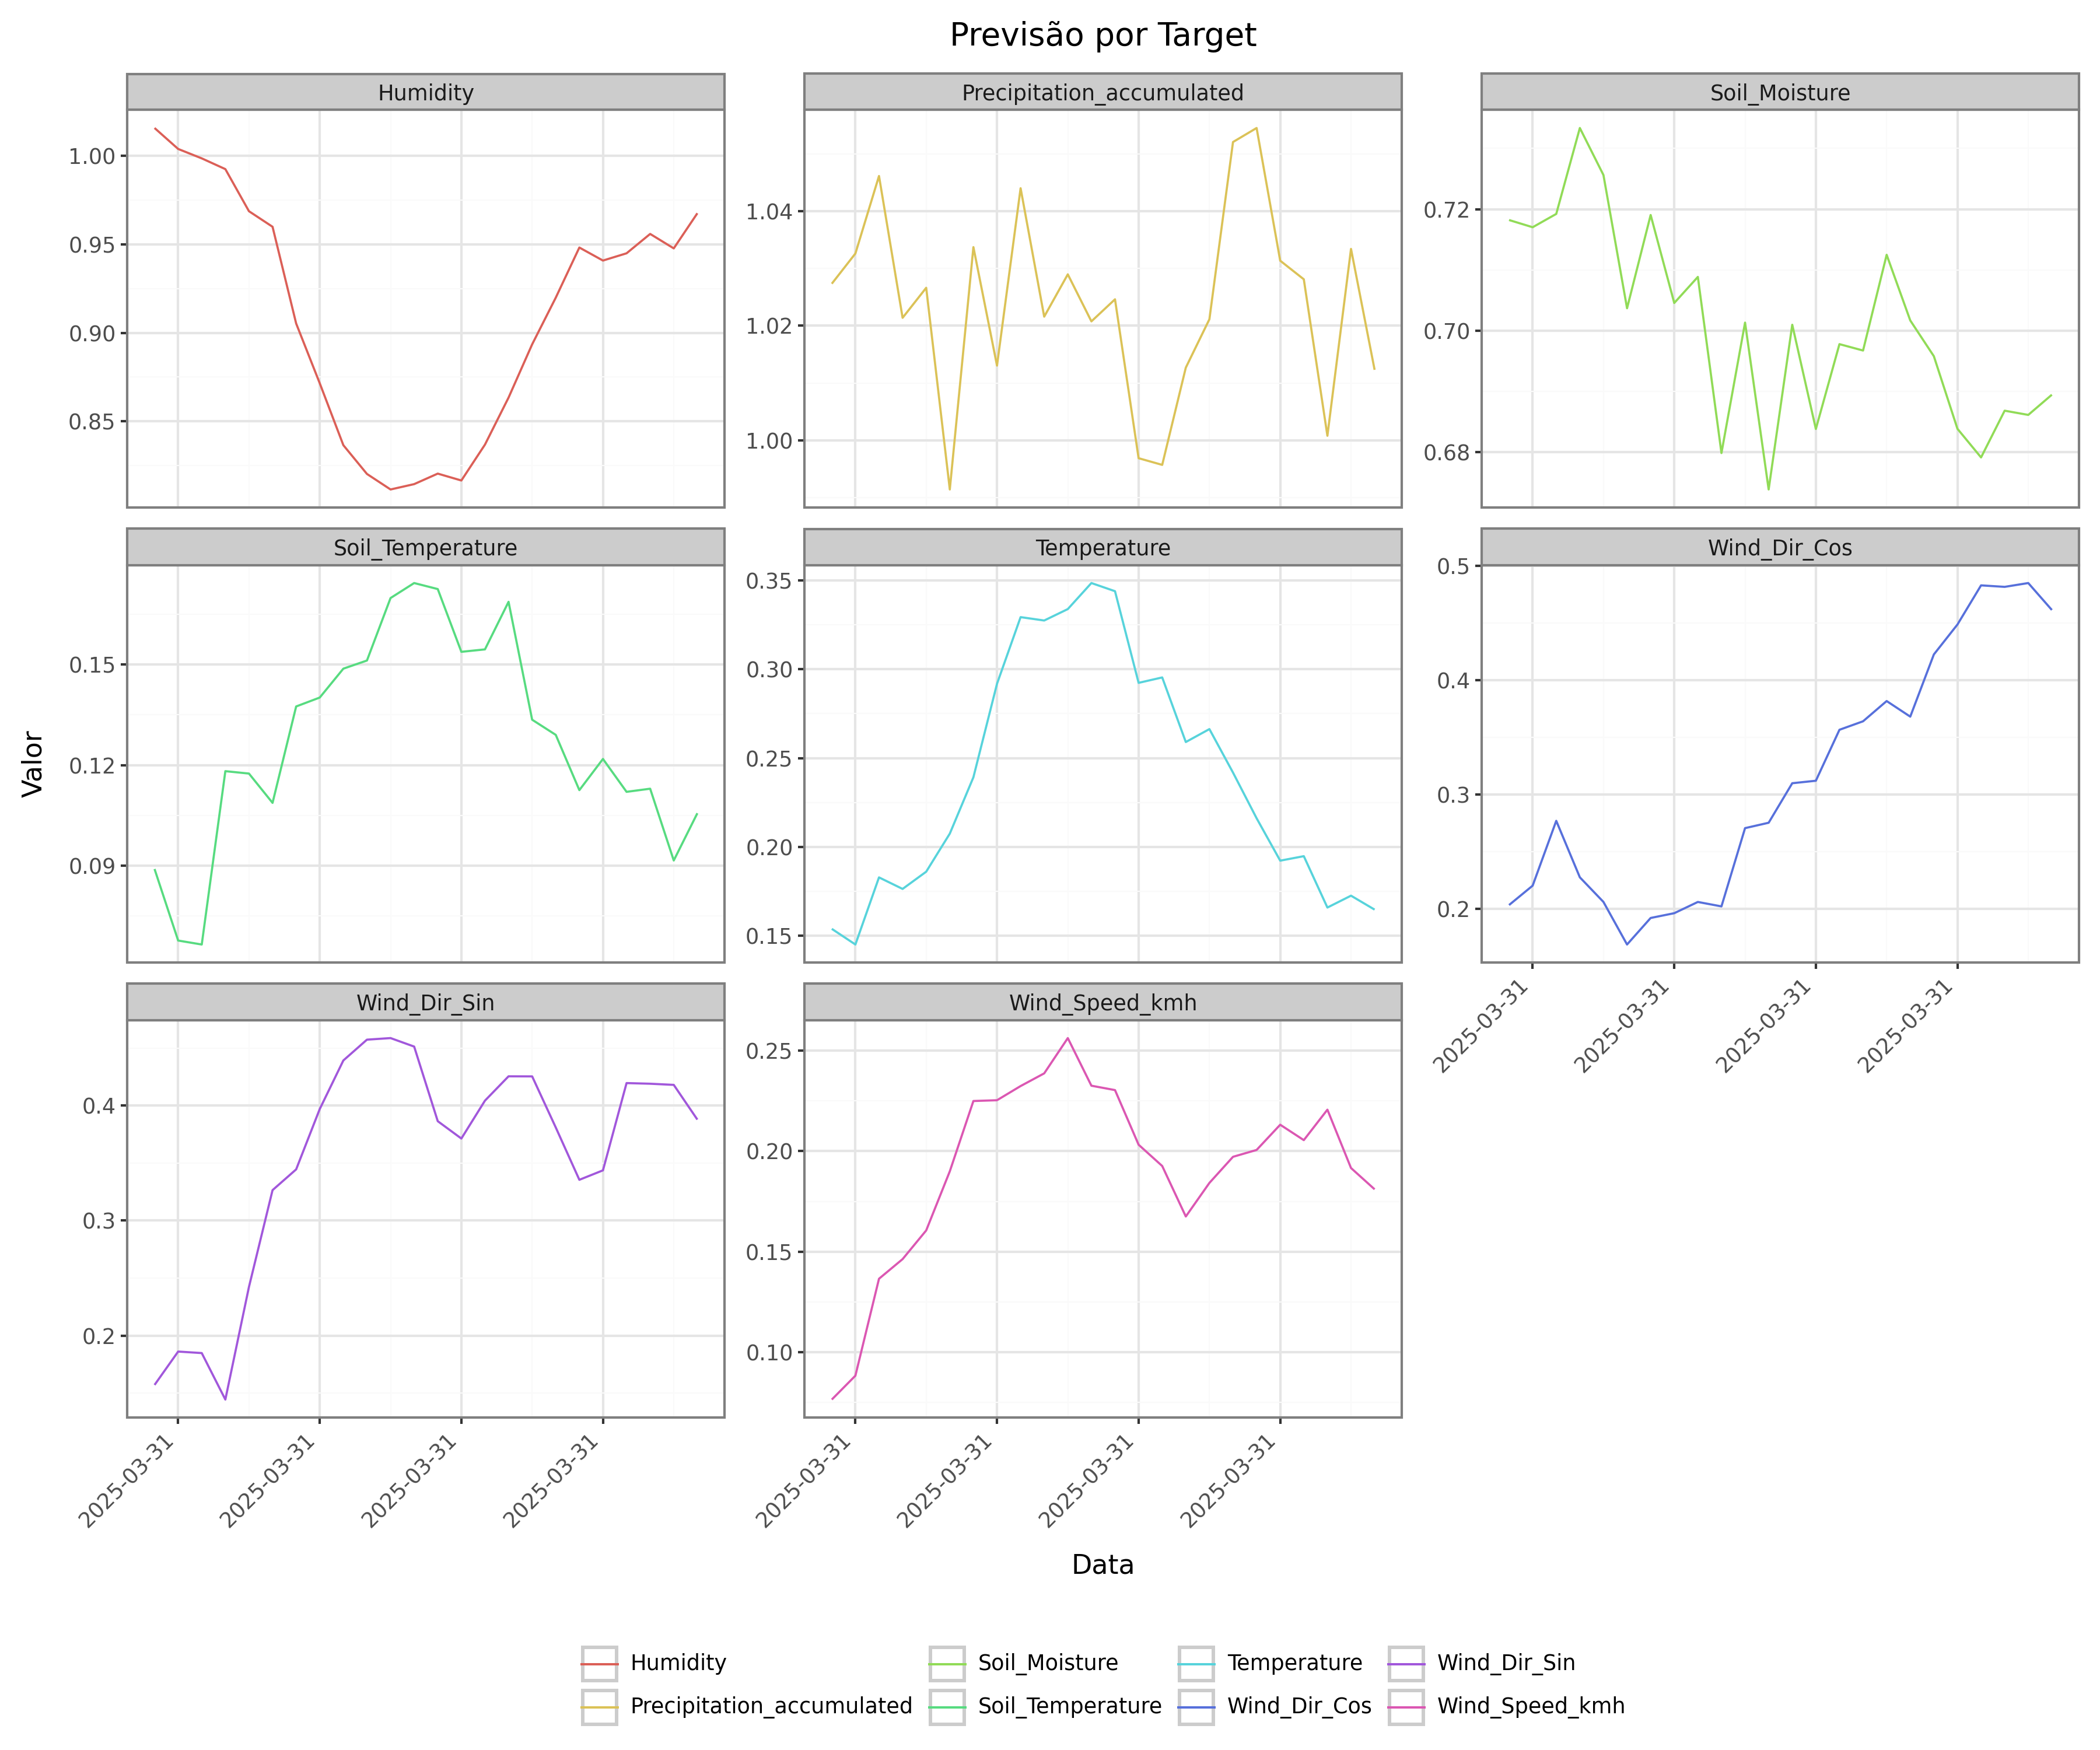 Previsão por Target
Humidity
Precipitation_accumulated
Soil_Moisture
1.00
0.95
0.90
0.85
1.04
1.02
1.00
0.72
0.70
0.68
Soil_Temperature
Temperature
Wind_Dir_Cos
0.15
0.12
0.09
0.35
0.30
0.25
0.20
0.15
0.5
0.4
0.3
0.2
2025-03-31
2025-03-31
2025-03-31
2025-03-31
Valor
Wind_Dir_Sin
Wind_Speed_kmh
0.4
0.3
0.2
0.25
0.20
0.15
0.10
2025-03-31
2025-03-31
2025-03-31
2025-03-31
2025-03-31
2025-03-31
2025-03-31
2025-03-31
Data
Humidity
Precipitation_accumulated
Soil_Moisture
Soil_Temperature
Temperature
Wind_Dir_Cos
Wind_Dir_Sin
Wind_Speed_kmh